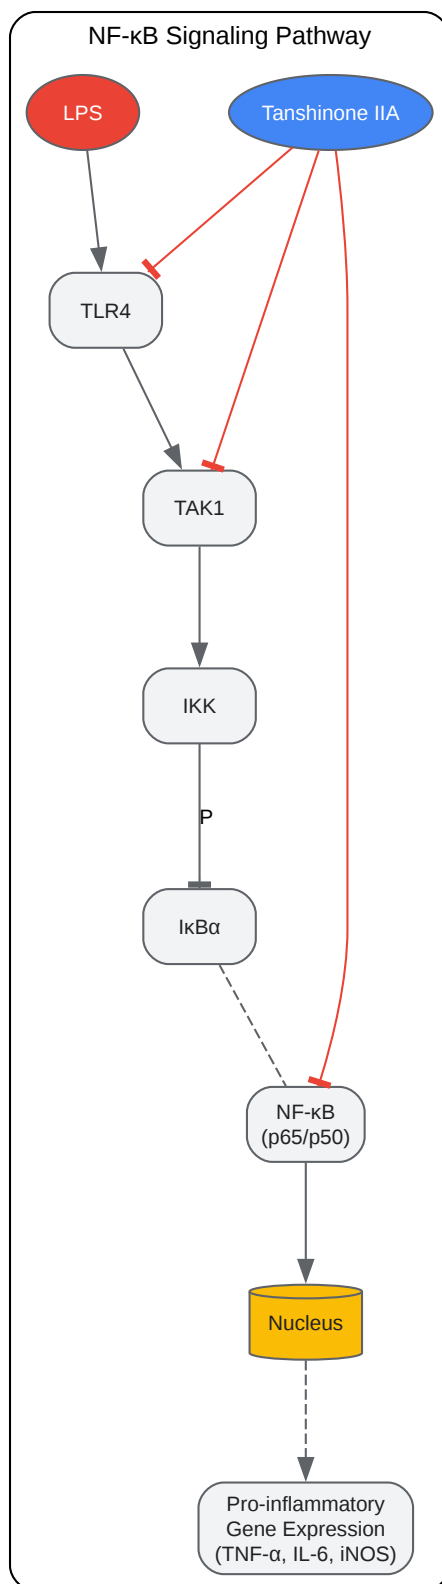 NF-κB Signaling Pathway
LPS
Tanshinone IIA
TLR4
TAK1
IKK
P
IκBα
NF-κB
(p65/p50)
Nucleus
Pro-inflammatory
Gene Expression
(TNF-α, IL-6, iNOS)